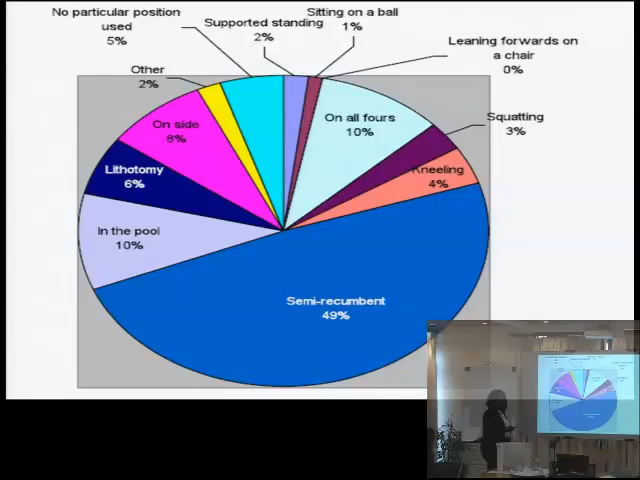 No particular position
used
5%
Supported standing
2%
Sitting on a ball
1%
Leaning forwards on
a chair
0%
Other
2%
On side
8%
On all fours
10%
Squatting
3%
Lithotomy
6%
Kneeling
4%
In the pool
10%
Semi-recumbent
49%